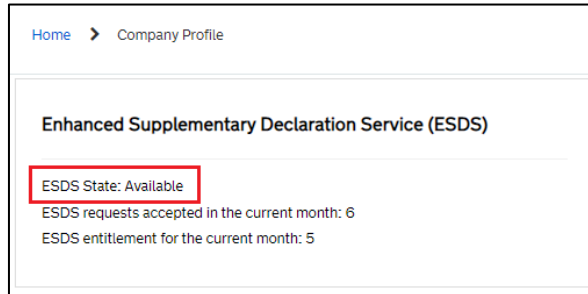 Home > Company Profile
Enhanced Supplementary Declaration Service (ESDS)
ESDS State: Available
ESDS requests accepted in the current month: 6
ESDS entitlement for the current month: 5